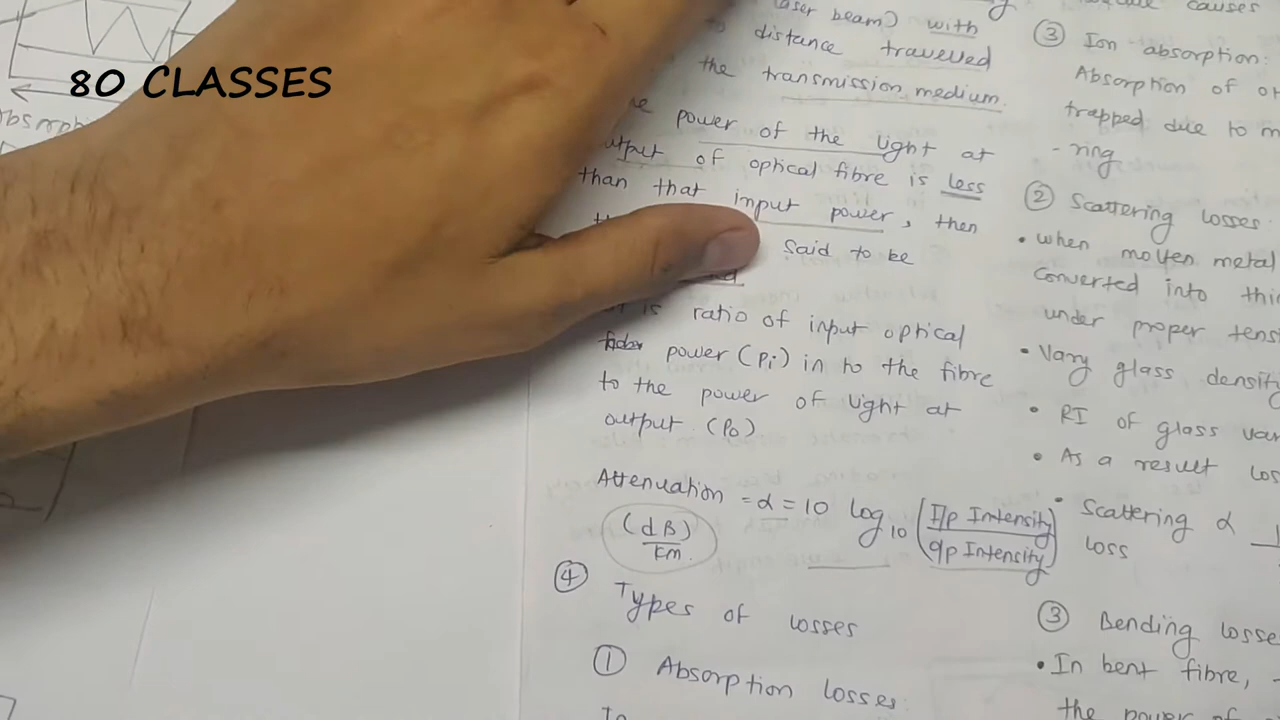 80 CLASSES
laser beam) with
distance travelled
the transmission medium.
power of the light at
output of optical fibre is less
than that input power, then
said to be
is ratio of input optical
power (Pi) in to the fibre
to the power of light at
output (Po)
Attenuation = α = 10 log10 (I/p Intensity / o/p Intensity)
(dB / km.)
④ Types of losses
① Absorption losses:
To
causes
③ Ion absorption:
Absorption of
trapped due to
-ring
② Scattering losses:
• When molten metal
converted into
under proper
• Vary glass density
• RI of glass
• As a result
• Scattering α
loss
③ Bending losse
• In bent fibre,
the power of